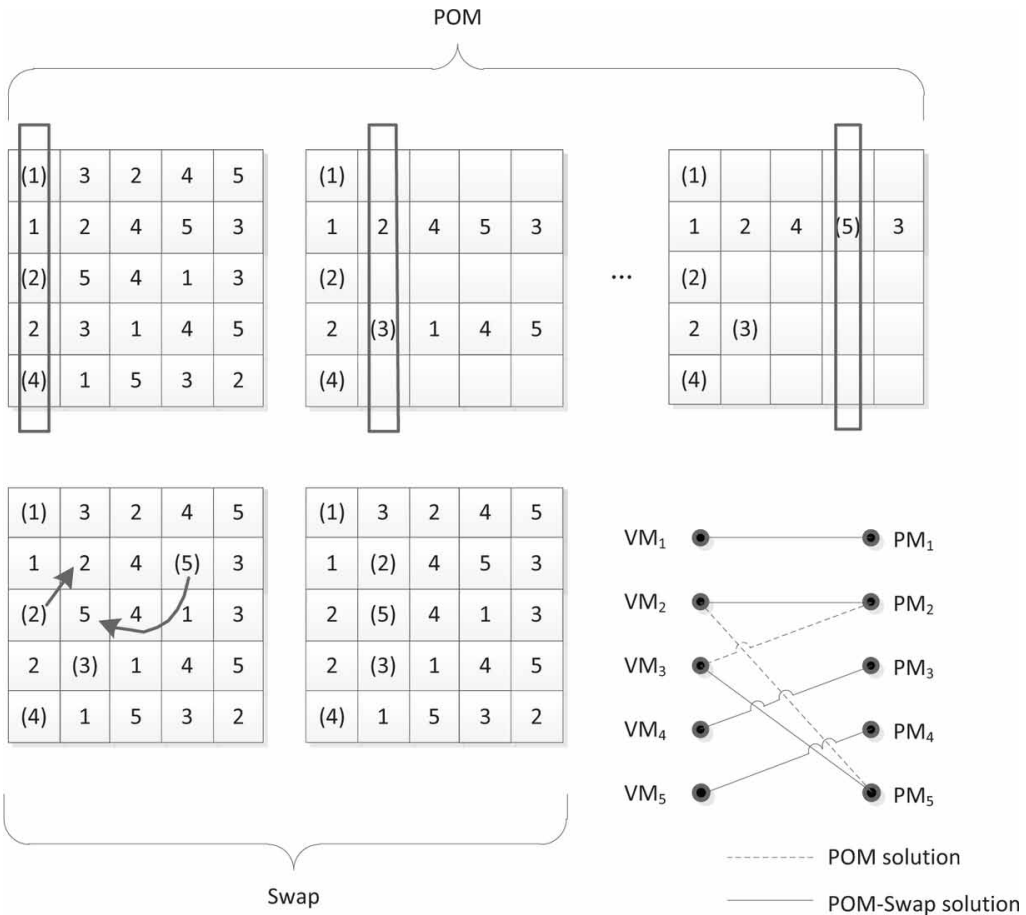 POM
(1) 3 2 4 5
1 2 4 5 3
(2) 5 4 1 3
2 3 1 4 5
(4) 1 5 3 2
(1)
1 2 4 5 3
(2)
2 (3) 1 4 5
(4)
...
(1)
1 2 4 (5) 3
(2)
2 (3)
(4)
(1) 3 2 4 5
1 2 4 (5) 3
(2) 5 4 1 3
2 (3) 1 4 5
(4) 1 5 3 2
(1) 3 2 4 5
1 (2) 4 5 3
2 (5) 4 1 3
2 (3) 1 4 5
(4) 1 5 3 2
Swap
VM1 PM1
VM2 PM2
VM3 PM3
VM4 PM4
VM5 PM5
POM solution
POM-Swap solution